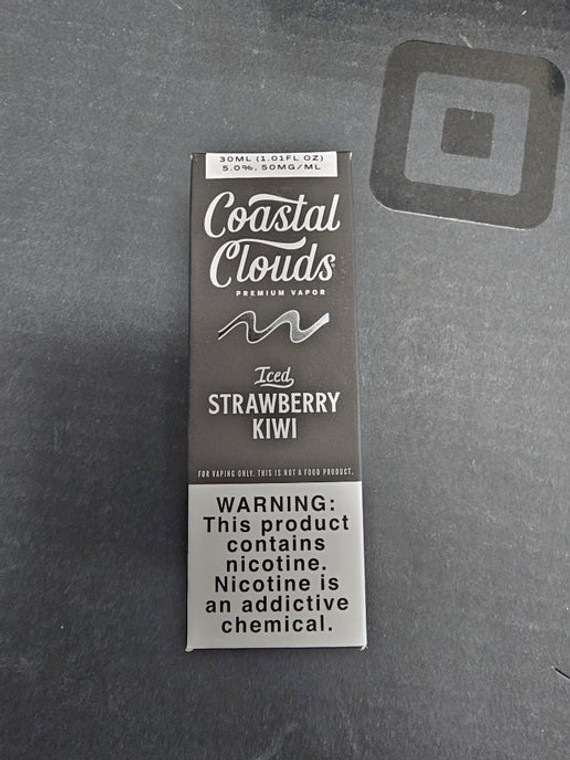 30ML (1.01FL OZ)
5.0%, 50MG/ML
Coastal
Clouds
PREMIUM VAPOR
Iced
STRAWBERRY
KIWI
FOR VAPING ONLY. THIS IS NOT A FOOD PRODUCT.
WARNING:
This product
contains
nicotine.
Nicotine is
an addictive
chemical.